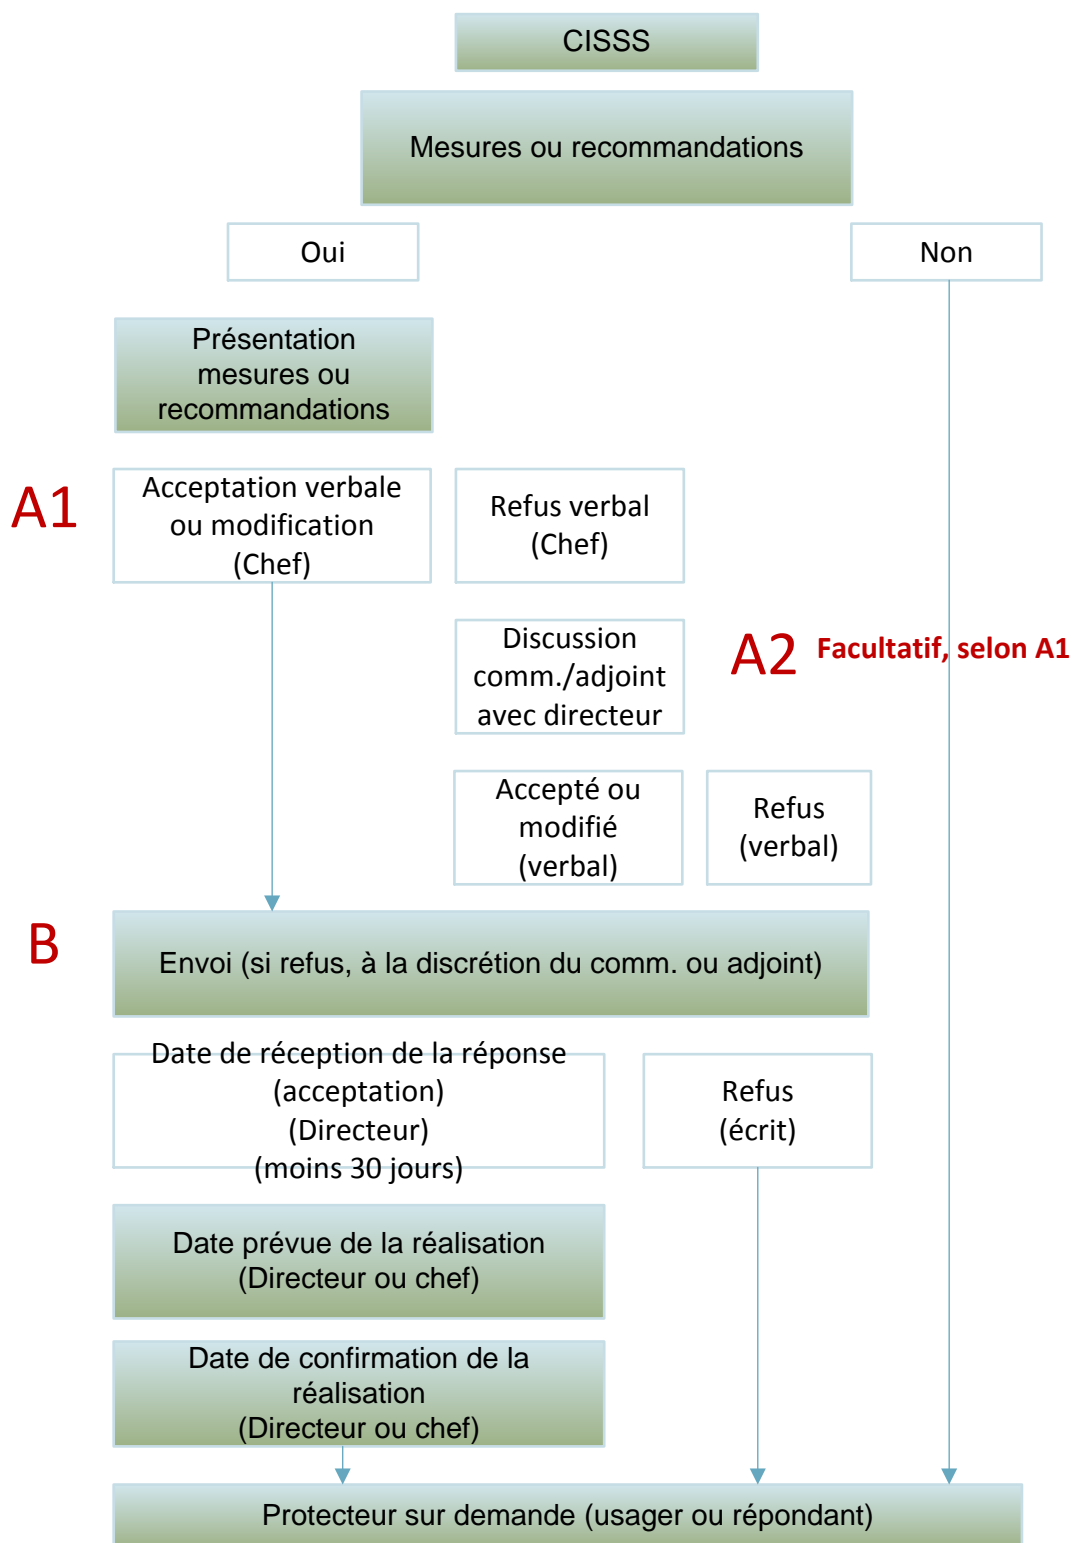 CISSS
Mesures ou recommandations
Oui
Non
Présentation
mesures ou
recommandations
A1
Acceptation verbale
ou modification
(Chef)
Refus verbal
(Chef)
Discussion
comm./adjoint
avec directeur
A2
Facultatif, selon A1
Accepté ou
modifié
(verbal)
Refus
(verbal)
B
Envoi (si refus, à la discrétion du comm. ou adjoint)
Date de réception de la réponse
(acceptation)
(Directeur)
(moins 30 jours)
Refus
(écrit)
Date prévue de la réalisation
(Directeur ou chef)
Date de confirmation de la
réalisation
(Directeur ou chef)
Protecteur sur demande (usager ou répondant)